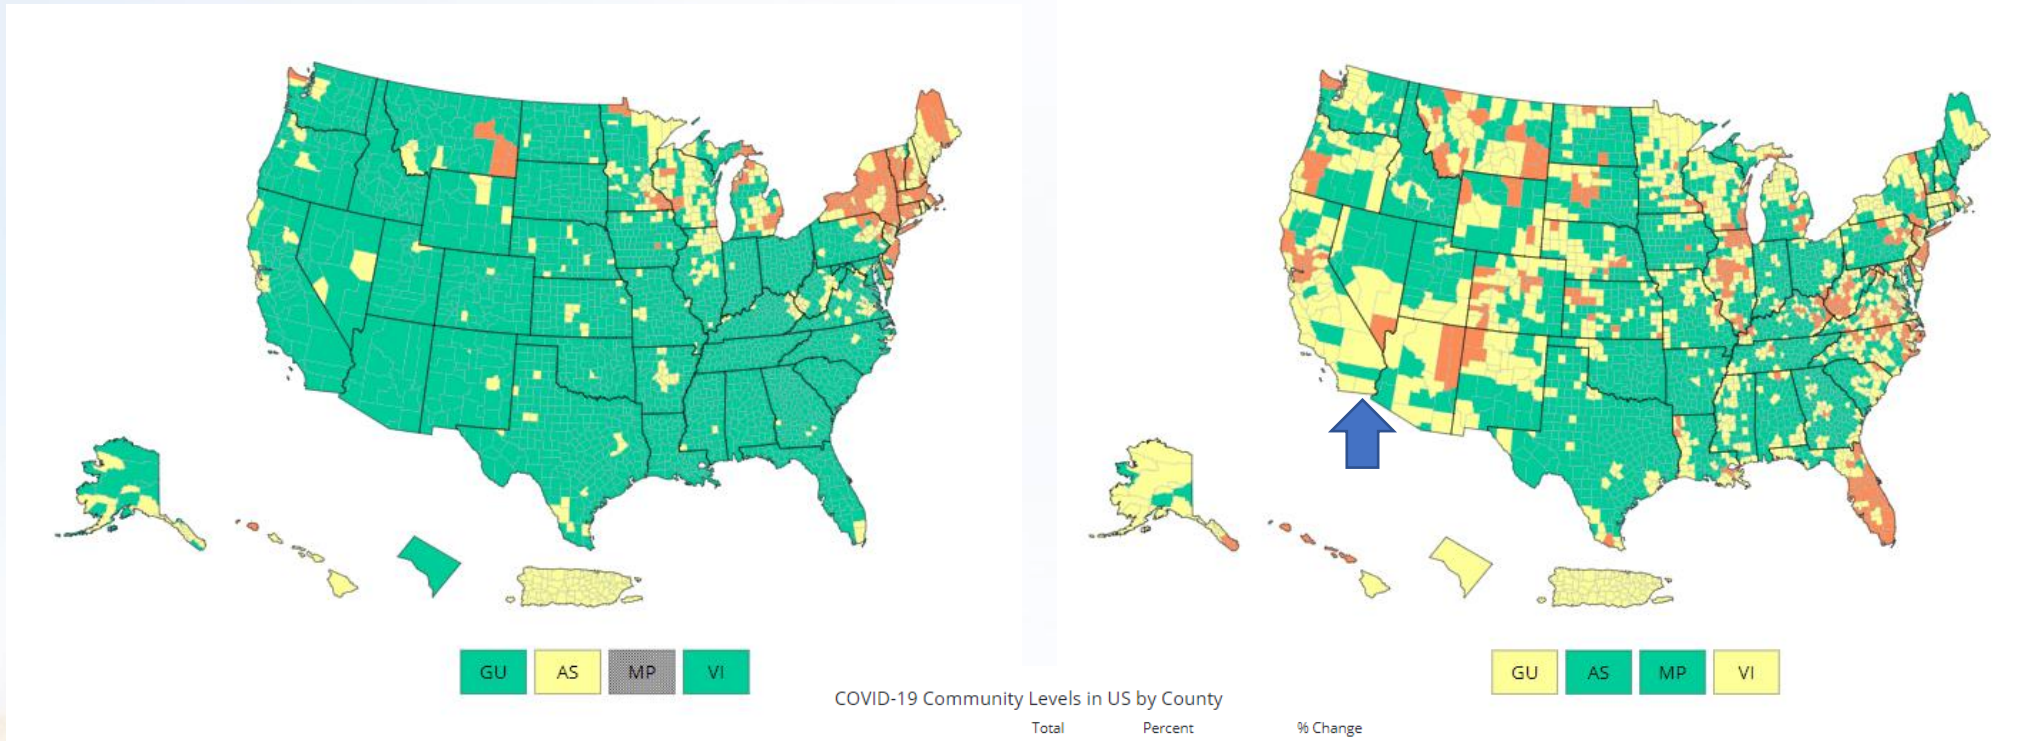 GU AS MP VI
GU AS MP VI
COVID-19 Community Levels in US by County
Total Percent % Change